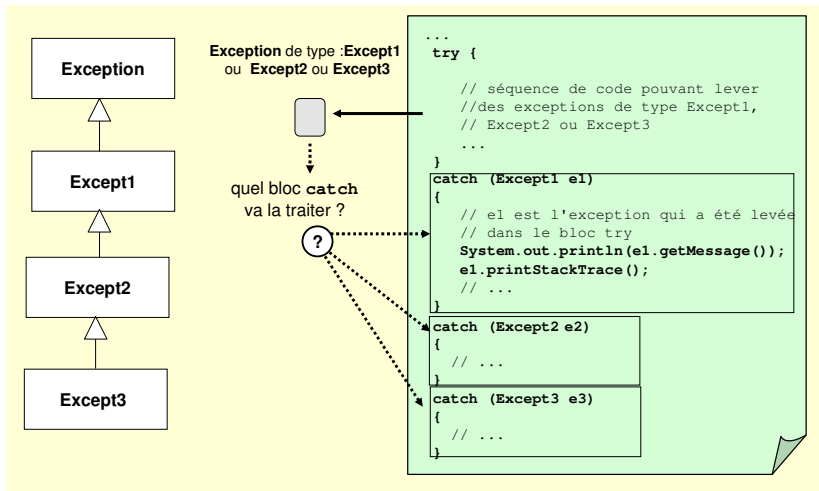 Exception
Except1
Except2
Except3
Exception de type :Except1
ou Except2 ou Except3
quel bloc catch
va la traiter ?
?
...
try {
// séquence de code pouvant lever
//des exceptions de type Except1,
// Except2 ou Except3
...
}
catch (Except1 e1)
{
// e1 est l'exception qui a été levée
// dans le bloc try
System.out.println(e1.getMessage());
e1.printStackTrace();
// ...
}
catch (Except2 e2)
{
// ...
}
catch (Except3 e3)
{
// ...
}